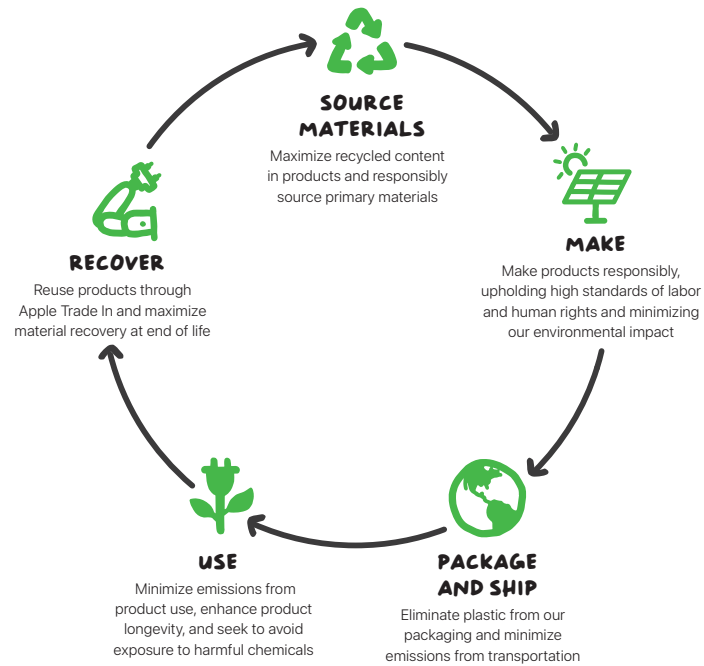 SOURCE
MATERIALS
Maximize recycled content
in products and responsibly
source primary materials
MAKE
Make products responsibly,
upholding high standards of labor
and human rights and minimizing
our environmental impact
PACKAGE
AND SHIP
Eliminate plastic from our
packaging and minimize
emissions from transportation
USE
Minimize emissions from
product use, enhance product
longevity, and seek to avoid
exposure to harmful chemicals
RECOVER
Reuse products through
Apple Trade In and maximize
material recovery at end of life